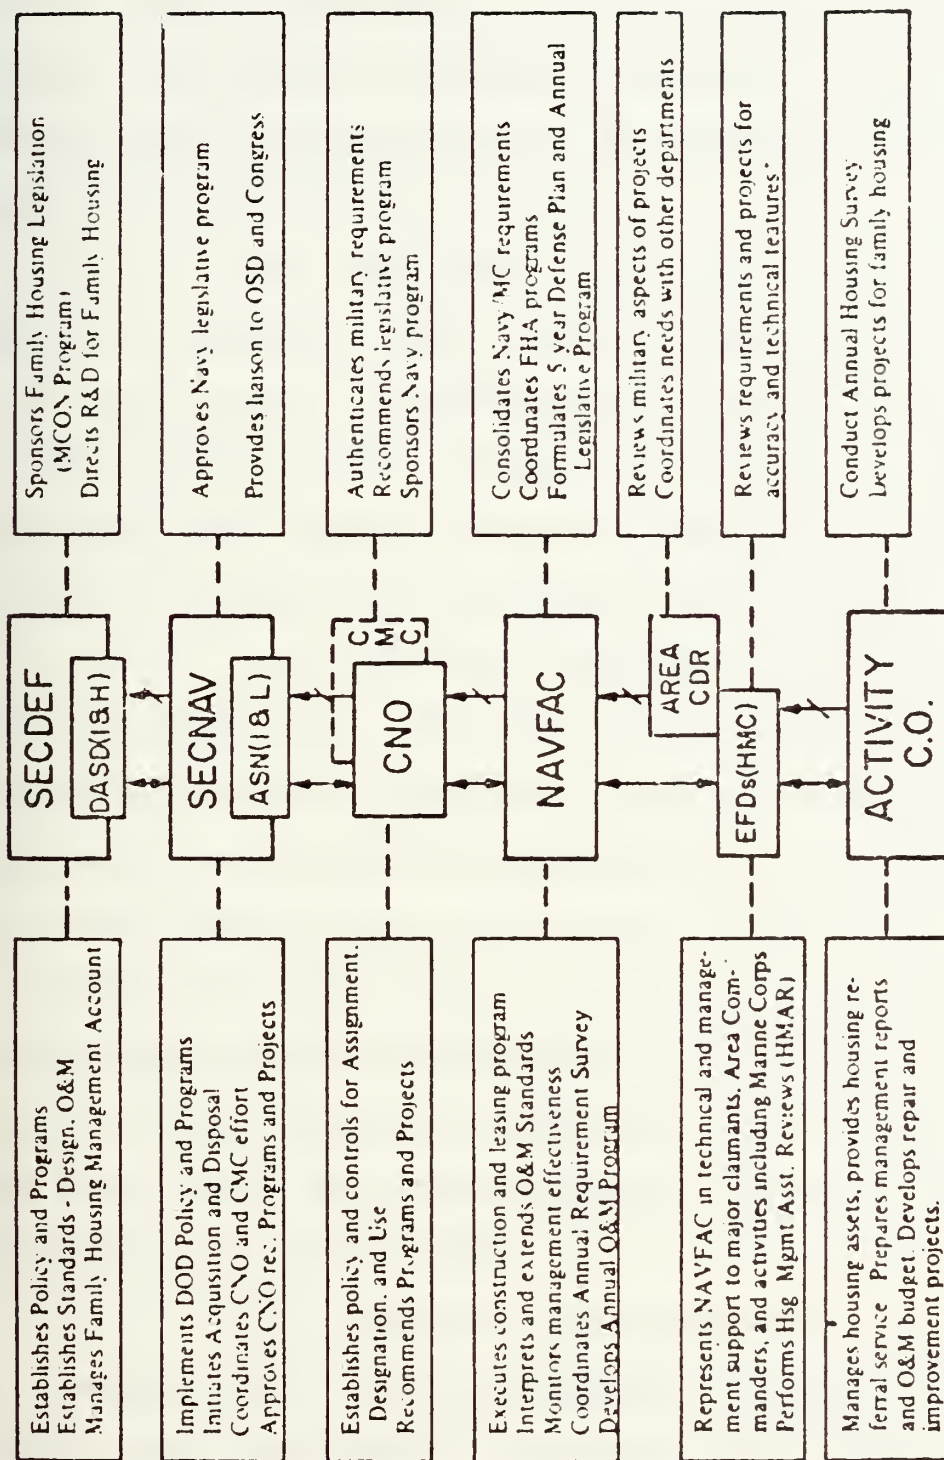 Establishes Policy and Programs
Establishes Standards - Design, O&M
Manages Family Housing Management Account
SECDEF
DASD(I&H)
Sponsors Family Housing Legislation
(MCON Program)
Directs R&D for Family Housing
Implements DOD Policy and Programs
Initiates Acquisition and Disposal
Coordinates CNO and CMC effort
Approves CNO rec. Programs and Projects
SECNAV
ASN(I & L)
Approves Navy legislative program
Provides liaison to OSD and Congress
Establishes policy and controls for Assignment,
Designation, and Use
Recommends Programs and Projects
CNO
CMC
Authenticates military requirements
Recommends legislative program
Sponsors Navy program
Executes construction and leasing program
Interprets and extends O&M Standards
Monitors management effectiveness
Coordinates Annual Requirement Survey
Develops Annual O&M Program
NAVFAC
Consolidates Navy/MC requirements
Coordinates FHA programs
Formulates 5 year Defense Plan and Annual
Legislative Program
AREA
CDR
Reviews military aspects of projects
Coordinates needs with other departments
Represents NAVFAC in technical and manage-
ment support to major claimants, Area Com-
manders, and activities including Marine Corps
Performs Hsg Mgmt Asst. Reviews (HMAR)
EFDs(HMC)
Reviews requirements and projects for
accuracy and technical features
Manages housing assets, provides housing re-
ferral service Prepares management reports
and O&M budget. Develops repair and
improvement projects.
ACTIVITY
C.O.
Conduct Annual Housing Survey
Develops projects for family housing